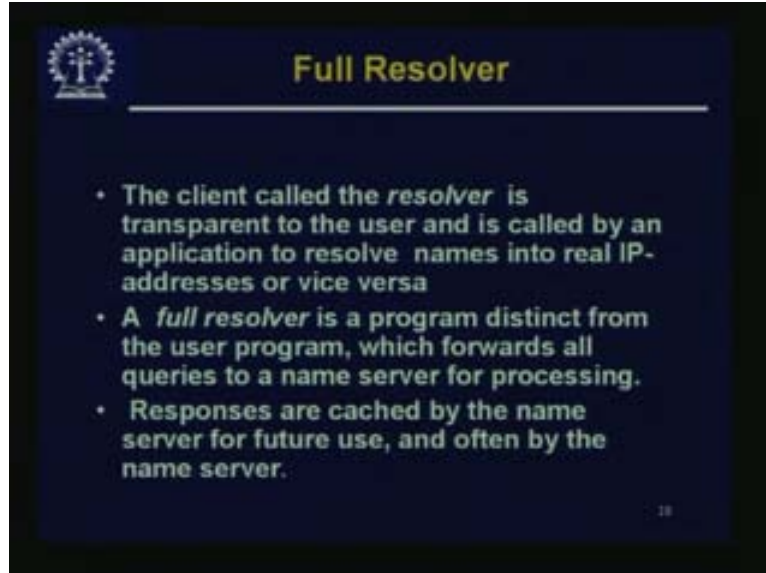 Full Resolver
• The client called the resolver is
transparent to the user and is called by an
application to resolve names into real IP-
addresses or vice versa
• A full resolver is a program distinct from
the user program, which forwards all
queries to a name server for processing.
• Responses are cached by the name
server for future use, and often by the
name server.